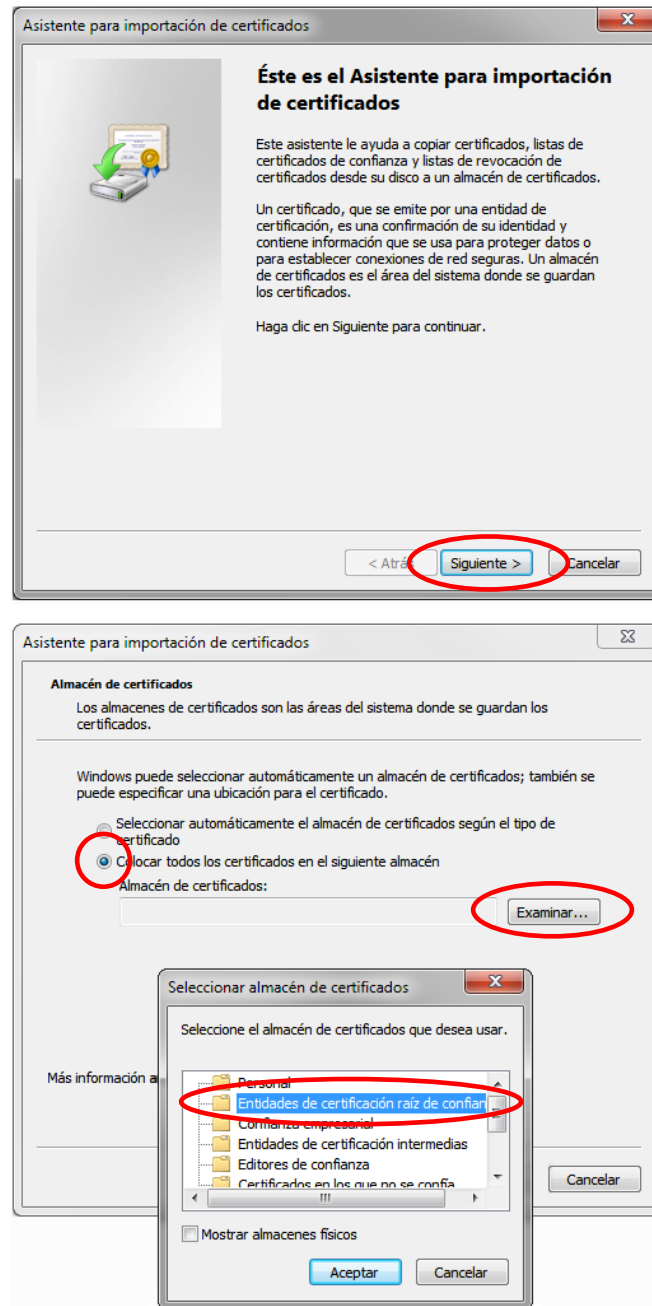 Asistente para importación de certificados
Éste es el Asistente para importación
de certificados
Este asistente le ayuda a copiar certificados, listas de
certificados de confianza y listas de revocación de
certificados desde su disco a un almacén de certificados.
Un certificado, que se emite por una entidad de
certificación, es una confirmación de su identidad y
contiene información que se usa para proteger datos o
para establecer conexiones de red seguras. Un almacén
de certificados es el área del sistema donde se guardan
los certificados.
Haga clic en Siguiente para continuar.
< Atrás
Siguiente >
Cancelar
Asistente para importación de certificados
Almacén de certificados
Los almacenes de certificados son las áreas del sistema donde se guardan los
certificados.
Windows puede seleccionar automáticamente un almacén de certificados; también se
puede especificar una ubicación para el certificado.
Seleccionar automáticamente el almacén de certificados según el tipo de
certificado
Colocar todos los certificados en el siguiente almacén
Almacén de certificados:
Examinar...
Seleccionar almacén de certificados
Seleccione el almacén de certificados que desea usar.
Más información a
Personal
Entidades de certificación raíz de confian
Confianza empresarial
Entidades de certificación intermedias
Editores de confianza
Certificados en los que no se confía
Mostrar almacenes físicos
Aceptar
Cancelar
Cancelar